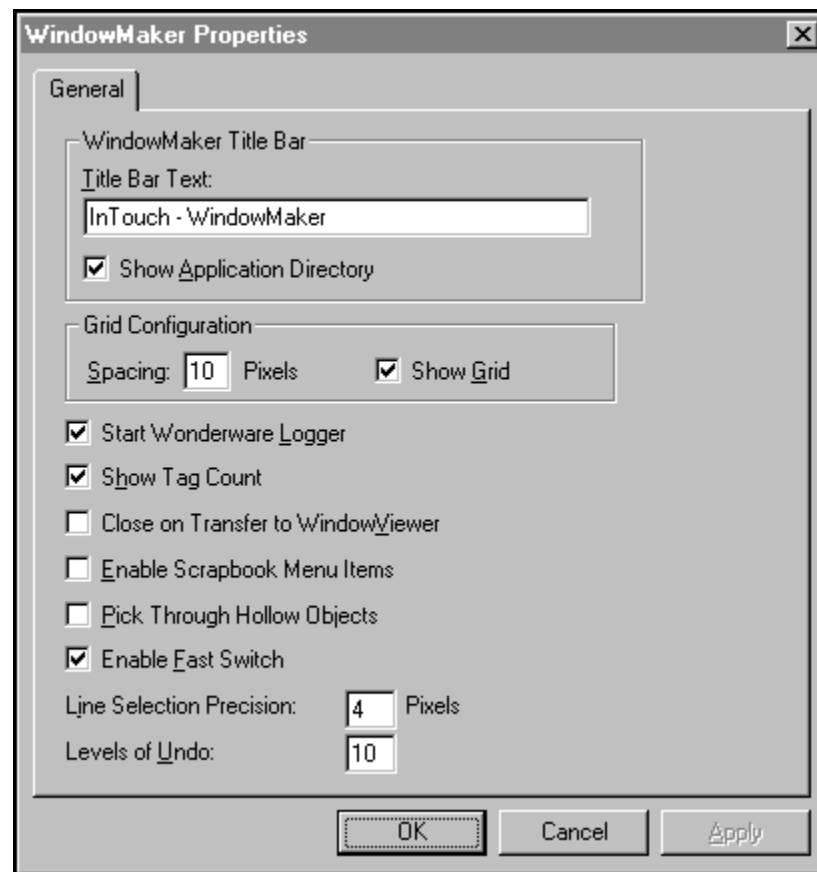 WindowMaker Properties
General
WindowMaker Title Bar
Title Bar Text:
InTouch - WindowMaker
Show Application Directory
Grid Configuration
Spacing: 10 Pixels Show Grid
Start Wonderware Logger
Show Tag Count
Close on Transfer to WindowViewer
Enable Scrapbook Menu Items
Pick Through Hollow Objects
Enable Fast Switch
Line Selection Precision: 4 Pixels
Levels of Undo: 10
OK Cancel Apply